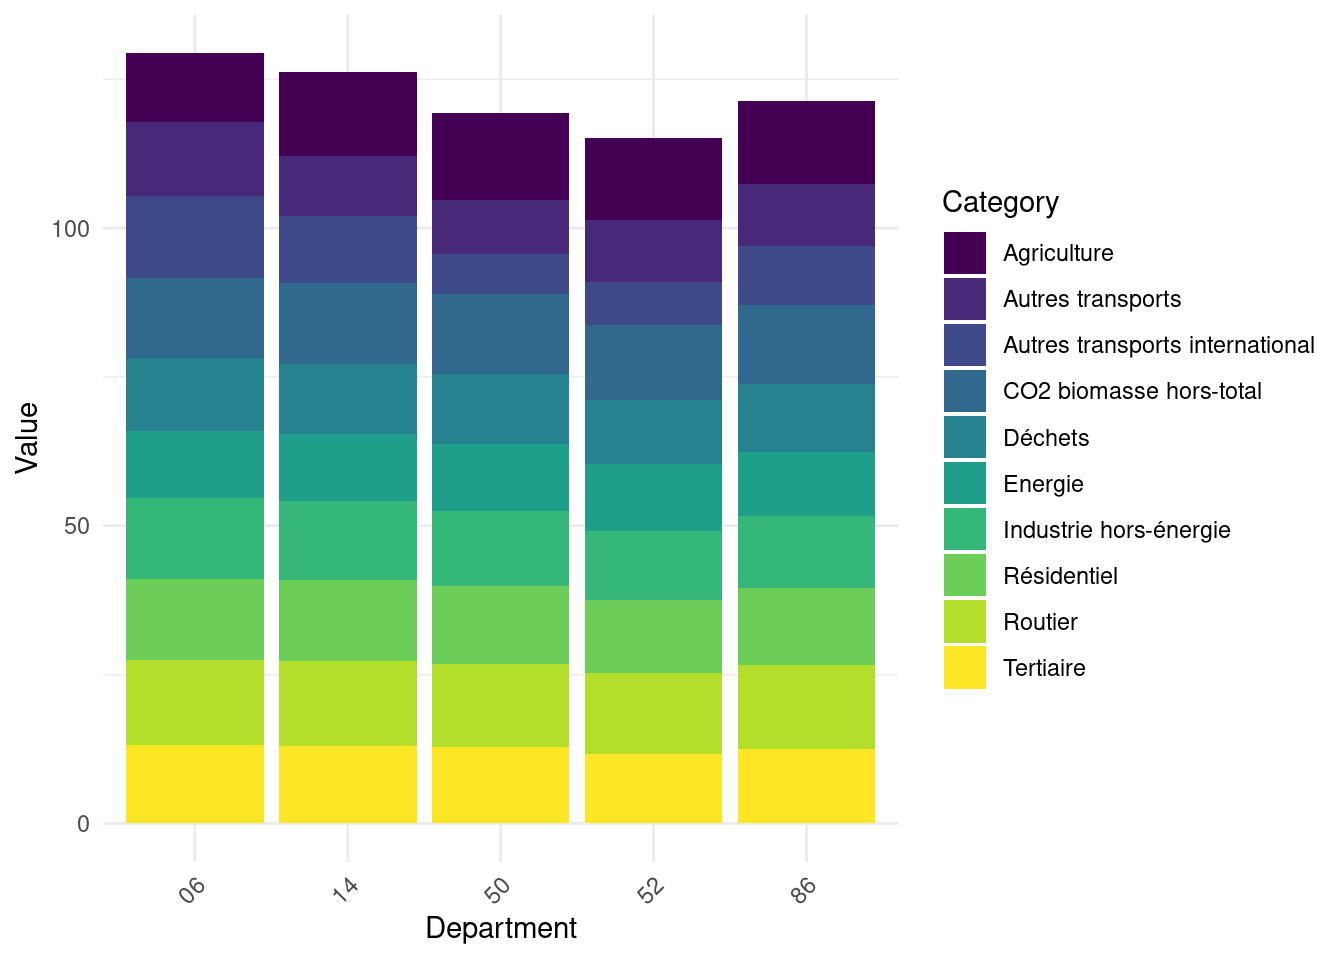 Value
100
50
0
06
14
50
52
86
Department
Category
Agriculture
Autres transports
Autres transports international
CO2 biomasse hors-total
Déchets
Energie
Industrie hors-énergie
Résidentiel
Routier
Tertiaire